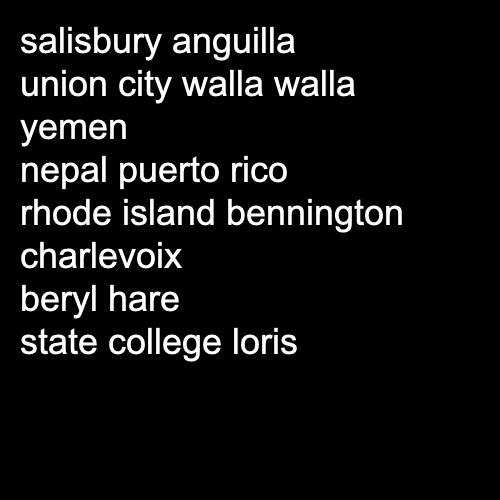 salisbury anguilla
union city walla walla
yemen
nepal puerto rico
rhode island bennington
charlevoix
beryl hare
state college loris